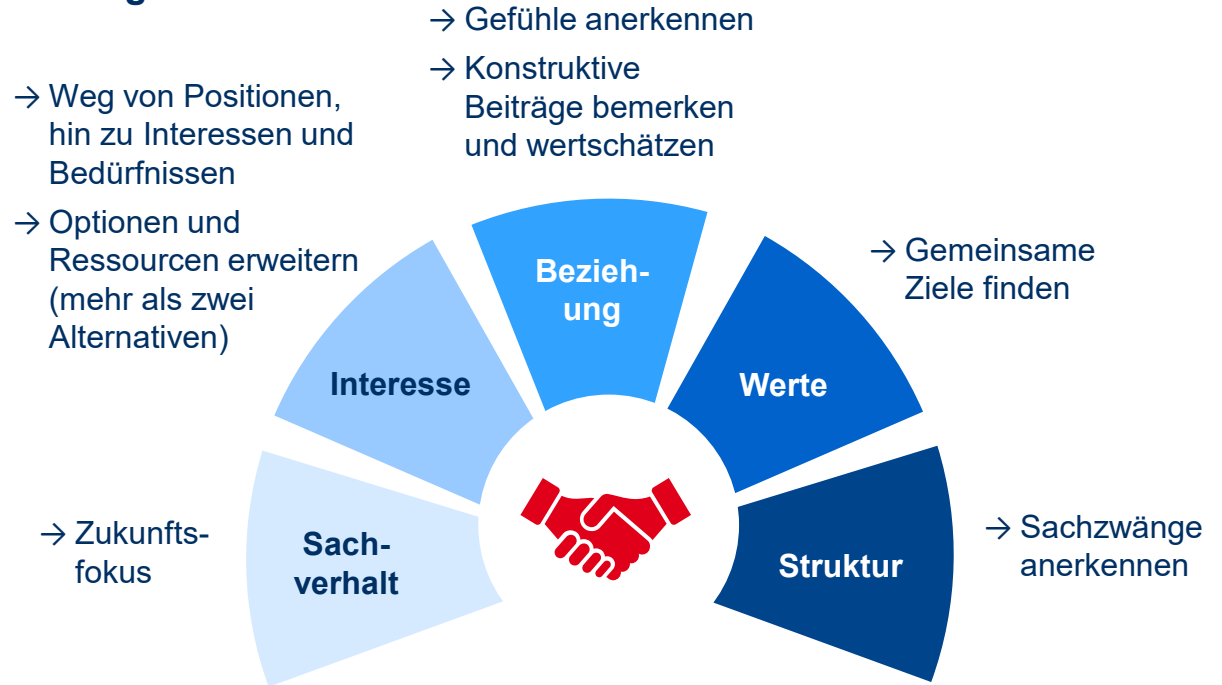 → Gefühle anerkennen
→ Konstruktive
Beiträge bemerken
und wertschätzen
→ Weg von Positionen,
hin zu Interessen und
Bedürfnissen
→ Optionen und
Ressourcen erweitern
(mehr als zwei
Alternativen)
→ Gemeinsame
Ziele finden
Bezieh-
ung
Interesse
Werte
→ Zukunfts-
fokus
Sach-
verhalt
Struktur
→ Sachzwänge
anerkennen